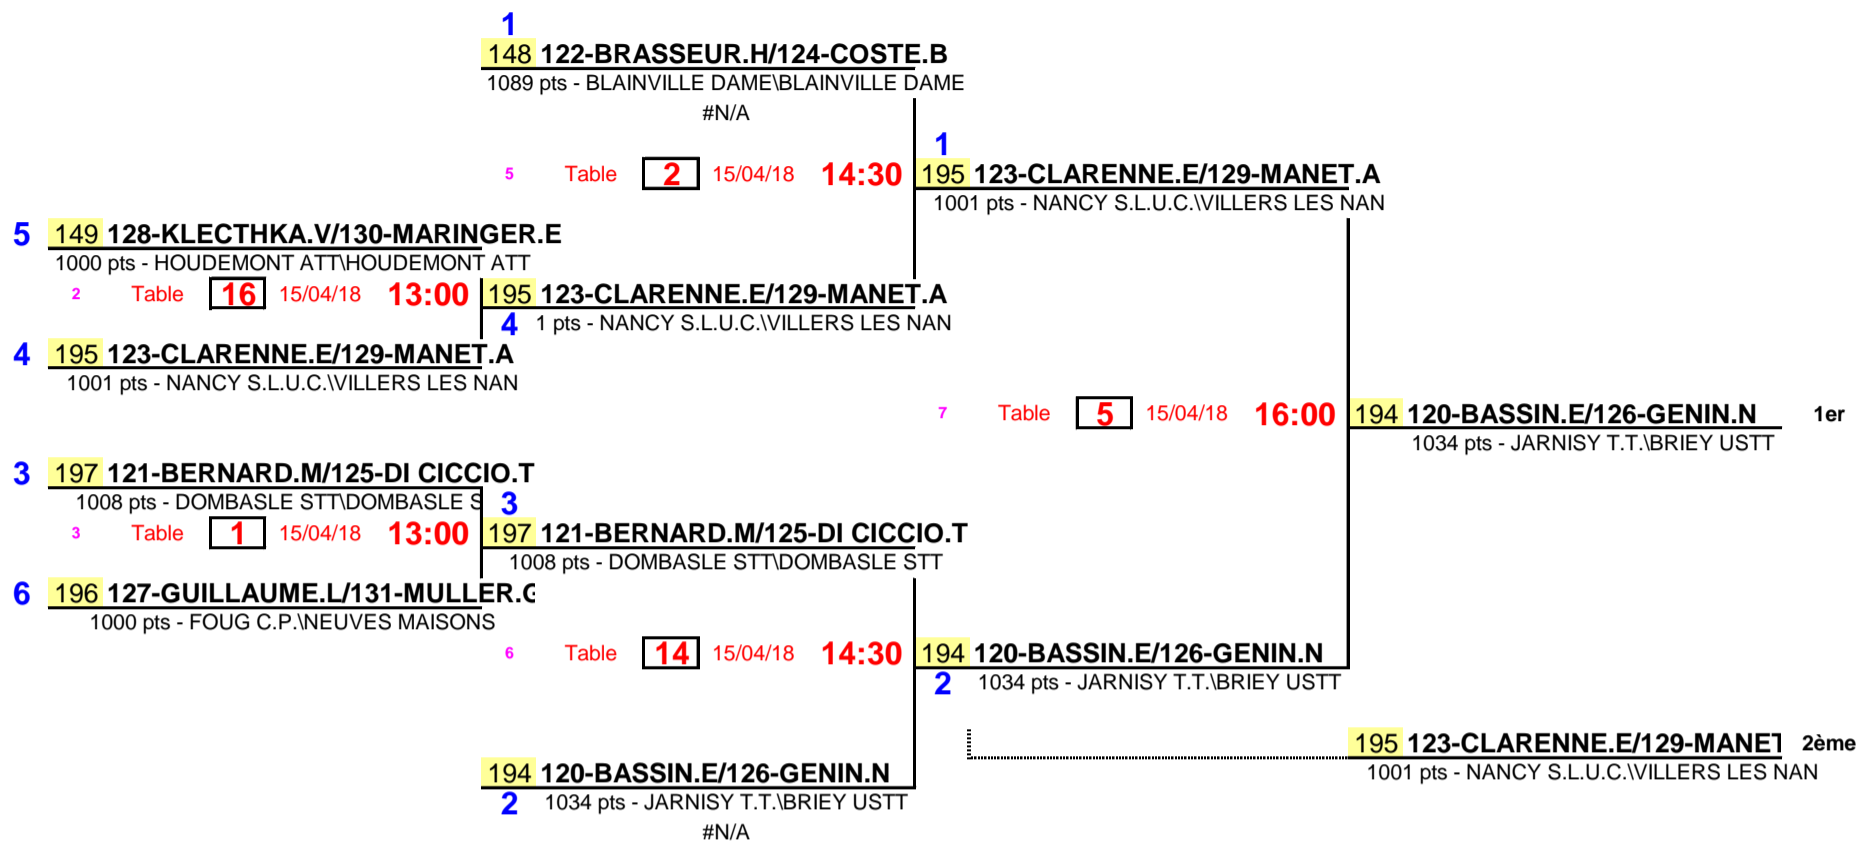 1
148 122-BRASSEUR.H/124-COSTE.B
1089 pts - BLAINVILLE DAME\BLAINVILLE DAME
#N/A
1
5 Table 2 15/04/18 14:30 195 123-CLARENNE.E/129-MANET.A
1001 pts - NANCY S.L.U.C.\VILLERS LES NAN
5 149 128-KLECTHKA.V/130-MARINGER.E
1000 pts - HOUDEMONT ATT\HOUDEMONT ATT
2 Table 16 15/04/18 13:00 195 123-CLARENNE.E/129-MANET.A
4 1 pts - NANCY S.L.U.C.\VILLERS LES NAN
4 195 123-CLARENNE.E/129-MANET.A
1001 pts - NANCY S.L.U.C.\VILLERS LES NAN
7 Table 5 15/04/18 16:00 194 120-BASSIN.E/126-GENIN.N 1er
1034 pts - JARNISY T.T.\BRIEY USTT
3 197 121-BERNARD.M/125-DI CICCIO.T
1008 pts - DOMBASLE STT\DOMBASLE S
3
3 Table 1 15/04/18 13:00 197 121-BERNARD.M/125-DI CICCIO.T
1008 pts - DOMBASLE STT\DOMBASLE STT
6 196 127-GUILLAUME.L/131-MULLER.G
1000 pts - FOUG C.P.\NEUVES MAISONS
6 Table 14 15/04/18 14:30 194 120-BASSIN.E/126-GENIN.N
2 1034 pts - JARNISY T.T.\BRIEY USTT
195 123-CLARENNE.E/129-MANET 2ème
1001 pts - NANCY S.L.U.C.\VILLERS LES NAN
194 120-BASSIN.E/126-GENIN.N
2 1034 pts - JARNISY T.T.\BRIEY USTT
#N/A